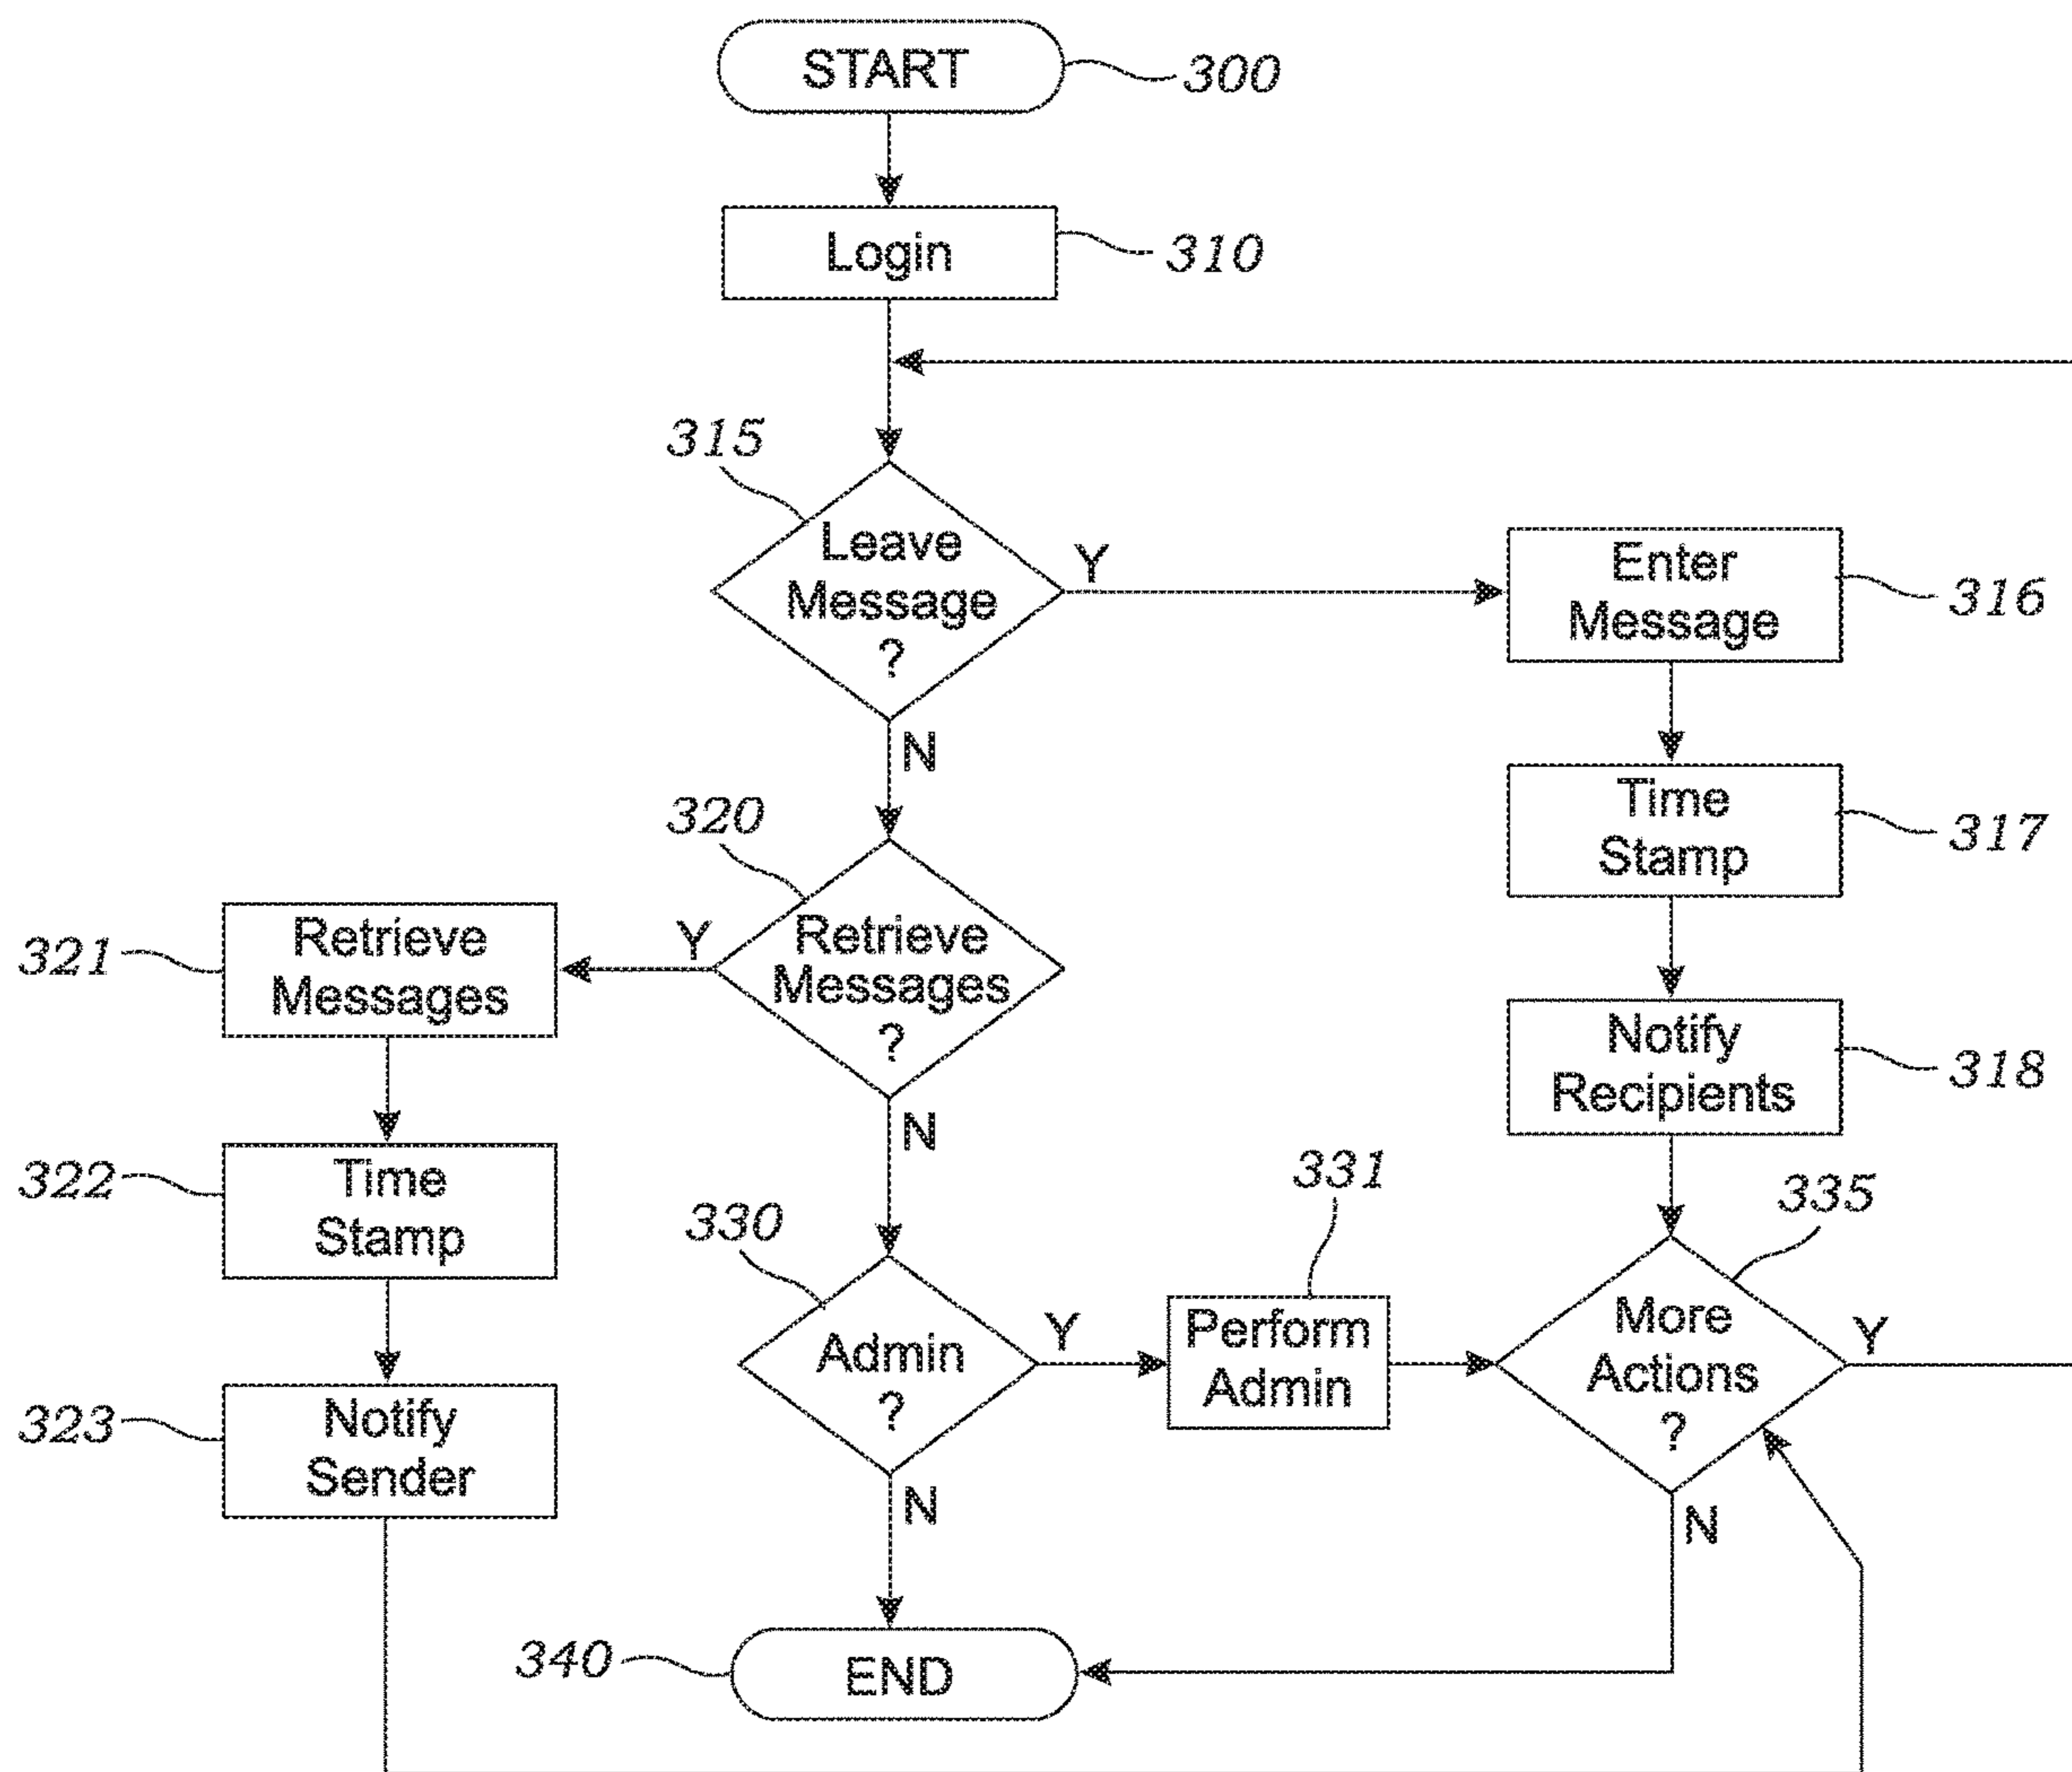 START
300
Login
310
315
Leave
Message
?
Y
N
Enter
Message
316
Time
Stamp
317
Notify
Recipients
318
320
Retrieve
Messages
?
Y
N
Retrieve
Messages
321
Time
Stamp
322
Notify
Sender
323
330
Admin
?
Y
N
331
Perform
Admin
335
More
Actions
?
Y
N
340
END